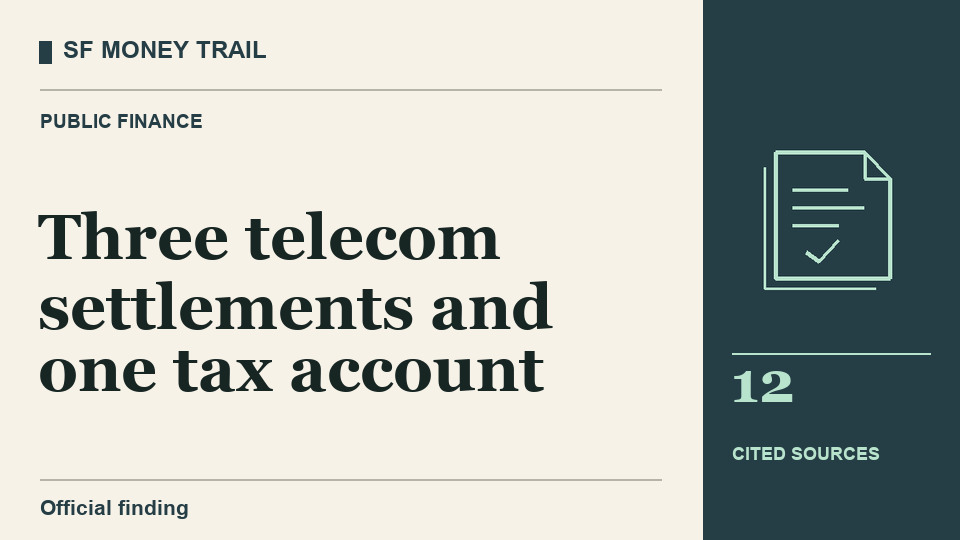 SF MONEY TRAIL
PUBLIC FINANCE
Three telecom
settlements and
one tax account
Official finding
12
CITED SOURCES